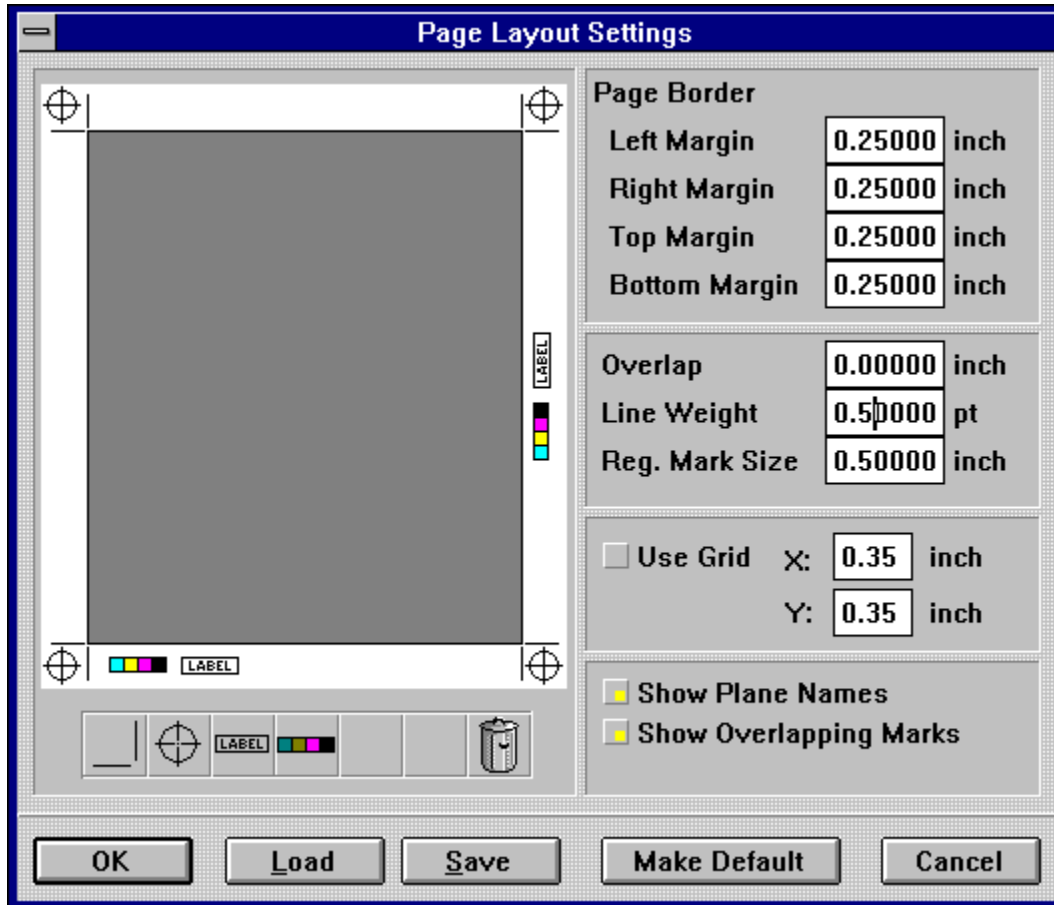 Page Layout Settings
Page Border
Left Margin 0.25000 inch
Right Margin 0.25000 inch
Top Margin 0.25000 inch
Bottom Margin 0.25000 inch
LABEL
Overlap 0.00000 inch
Line Weight 0.50000 pt
Reg. Mark Size 0.50000 inch
Use Grid X: 0.35 inch
Y: 0.35 inch
LABEL
Show Plane Names
Show Overlapping Marks
LABEL
OK Load Save Make Default Cancel